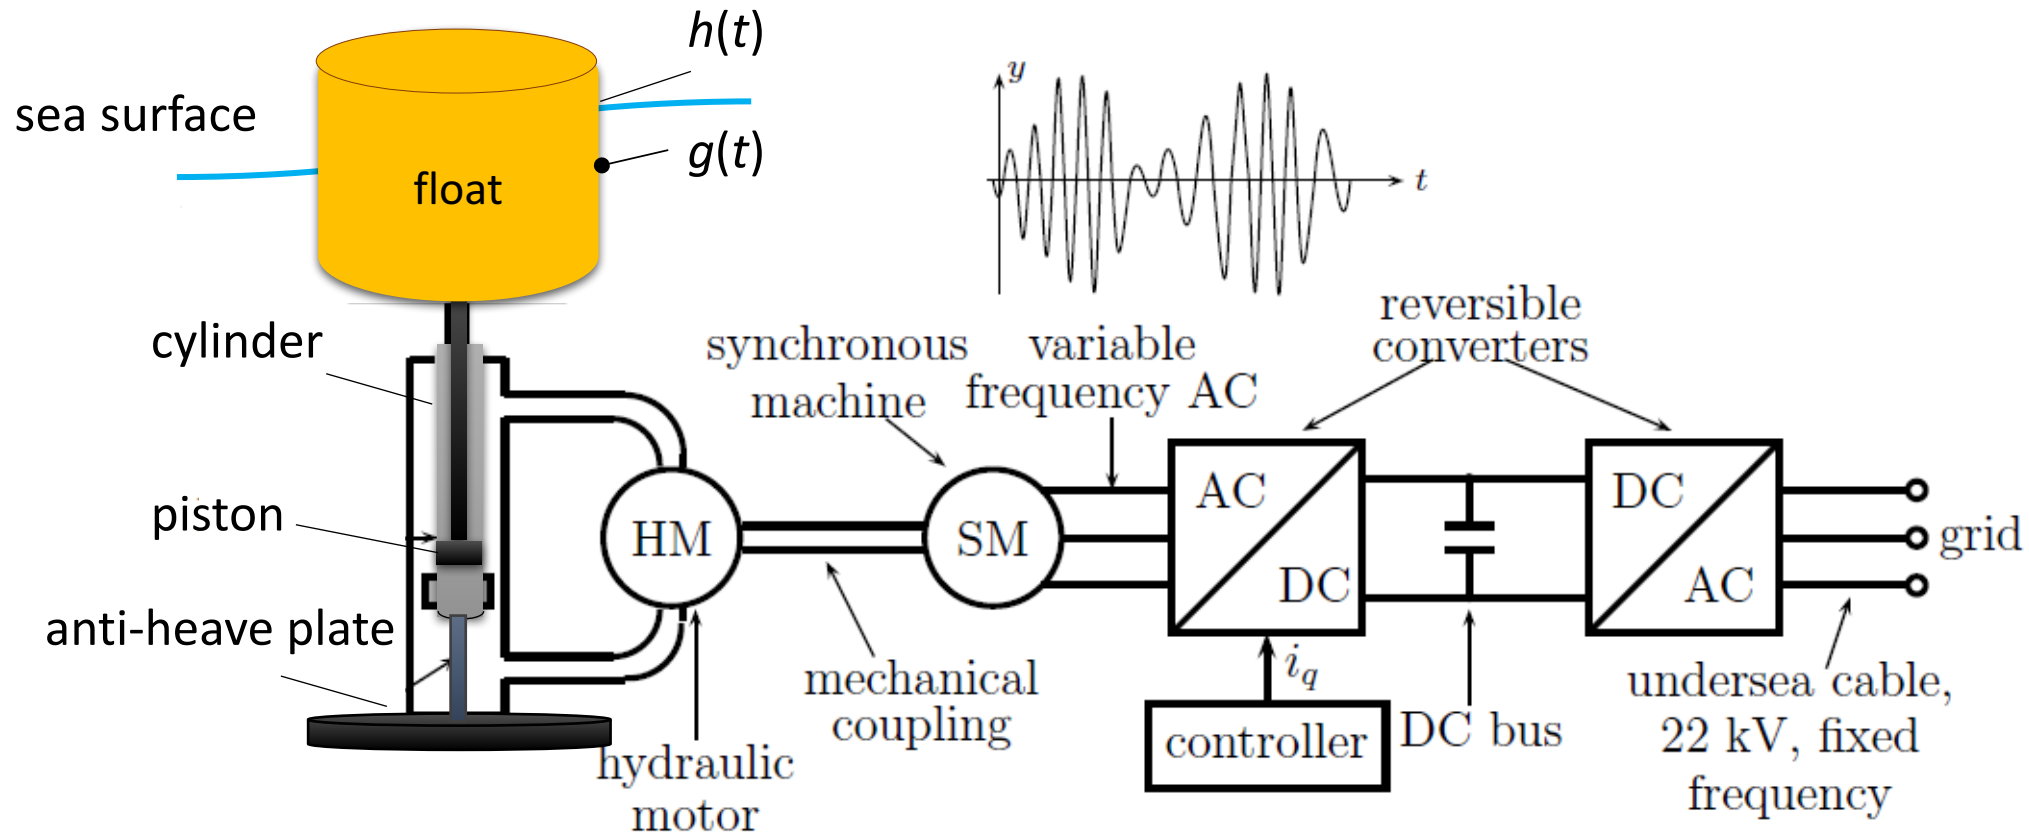 h(t)
sea surface
g(t)
float
y
t
cylinder
synchronous
machine
variable
frequency AC
reversible
converters
piston
HM
SM
AC
DC
DC
AC
grid
anti-heave plate
mechanical
coupling
i_q
controller
DC bus
undersea cable,
22 kV, fixed
frequency
hydraulic
motor